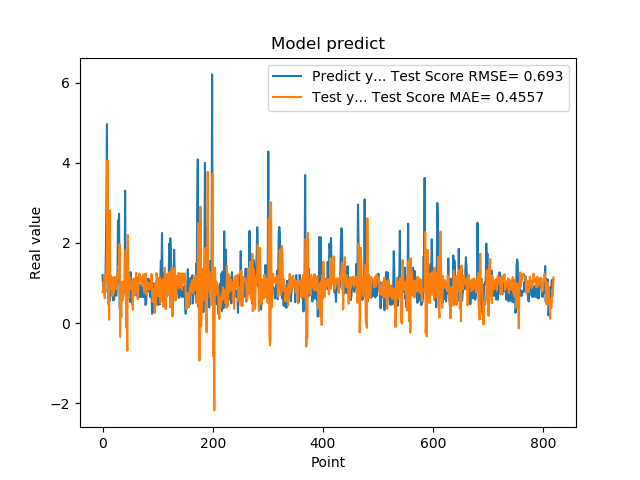 Model predict
Predict y... Test Score RMSE= 0.693
Test y... Test Score MAE= 0.4557
6
4
2
0
−2
Real value
0 200 400 600 800
Point